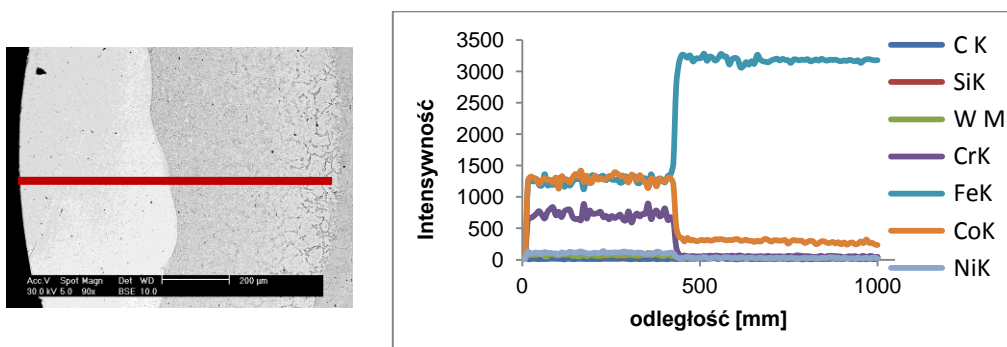 Acc.V Spot Magn Det WD 200 µm
30.0 kV 5.0 90x BSE 10.0
3500
3000
2500
2000
1500
1000
500
0
Intensywność
0 500 1000
odległość [mm]
C K
SiK
W M
CrK
FeK
CoK
NiK